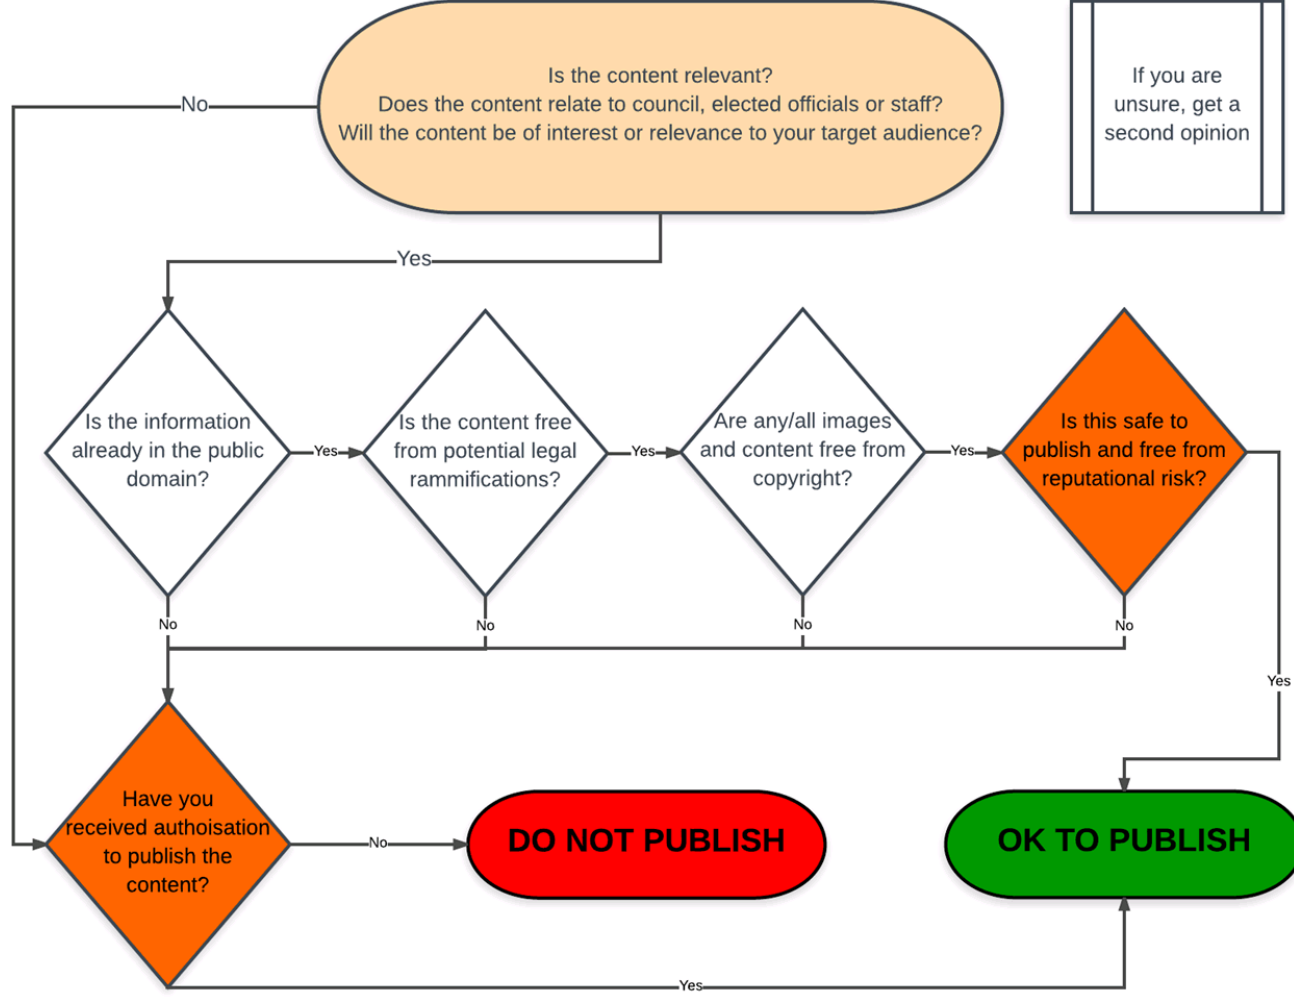 Is the content relevant?
Does the content relate to council, elected officials or staff?
Will the content be of interest or relevance to your target audience?
If you are
unsure, get a
second opinion
No
Yes
Is the information
already in the public
domain?
Yes
Is the content free
from potential legal
rammifications?
Yes
Are any/all images
and content free from
copyright?
Yes
Is this safe to
publish and free from
reputational risk?
No
No
No
No
Yes
Have you
received authoisation
to publish the
content?
No
DO NOT PUBLISH
OK TO PUBLISH
Yes